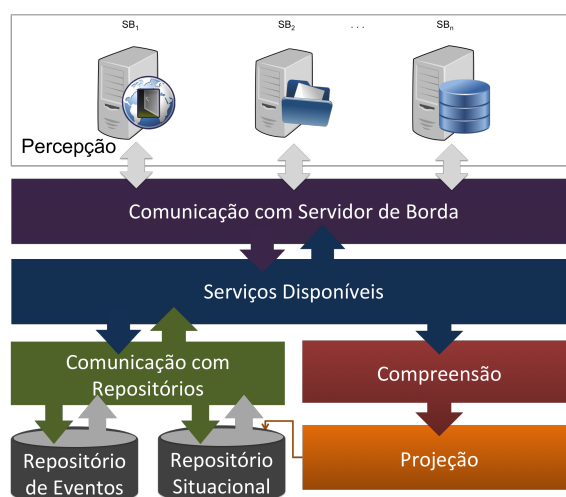 SB1 SB2 . . . SBn
Percepção
Comunicação com Servidor de Borda
Serviços Disponíveis
Comunicação com
Repositórios
Compreensão
Repositório
de Eventos
Repositório
Situacional
Projeção